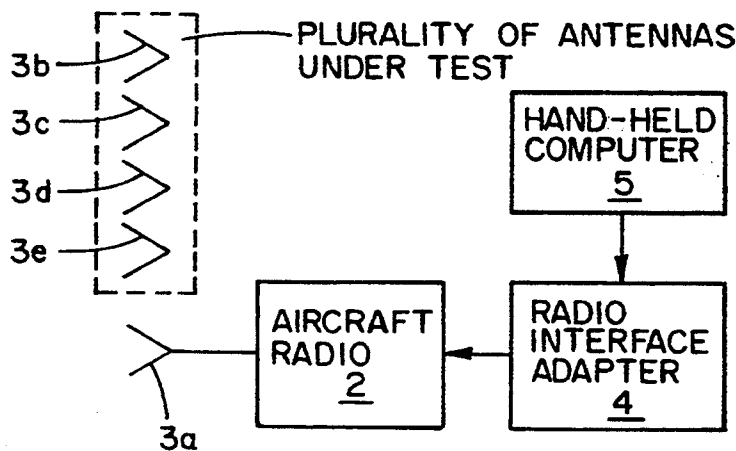 PLURALITY OF ANTENNAS
UNDER TEST
3b
3c
3d
3e
3a
HAND-HELD
COMPUTER
5
AIRCRAFT
RADIO
2
RADIO
INTERFACE
ADAPTER
4